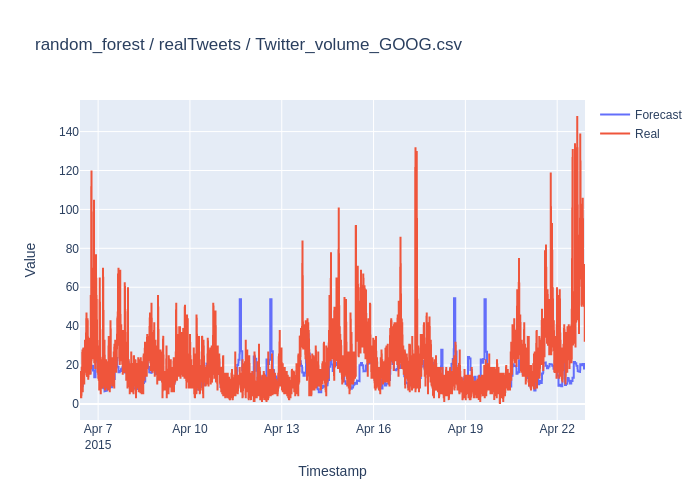 random_forest / realTweets / Twitter_volume_GOOG.csv
Forecast
Real
Value
140
120
100
80
60
40
20
0
Apr 7
2015
Apr 10
Apr 13
Apr 16
Apr 19
Apr 22
Timestamp